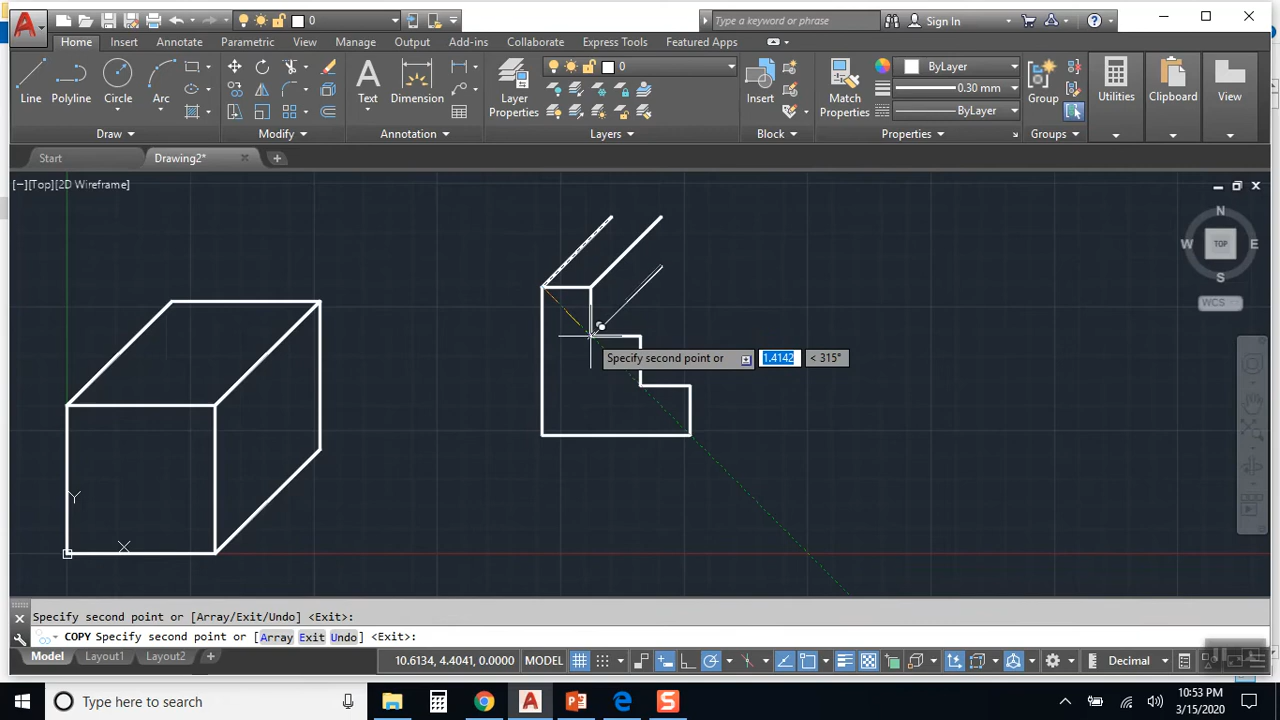 0
Type a keyword or phrase
Sign In
Home Insert Annotate Parametric View Manage Output Add-ins Collaborate Express Tools Featured Apps
Line Polyline Circle Arc
Text Dimension
Layer Properties
0
Insert
Match Properties
ByLayer
0.30 mm
ByLayer
Group
Utilities
Clipboard
View
Draw Modify Annotation Layers Block Properties Groups
Start Drawing2*
[−][Top][2D Wireframe]
N
W TOP E
S
WCS
Specify second point or 1.4142 < 315°
Y
X
Specify second point or [Array/Exit/Undo] <Exit>:
COPY Specify second point or [Array Exit Undo] <Exit>:
Model Layout1 Layout2
10.6134, 4.4041, 0.0000 MODEL
Decimal
Type here to search
10:53 PM
3/15/2020